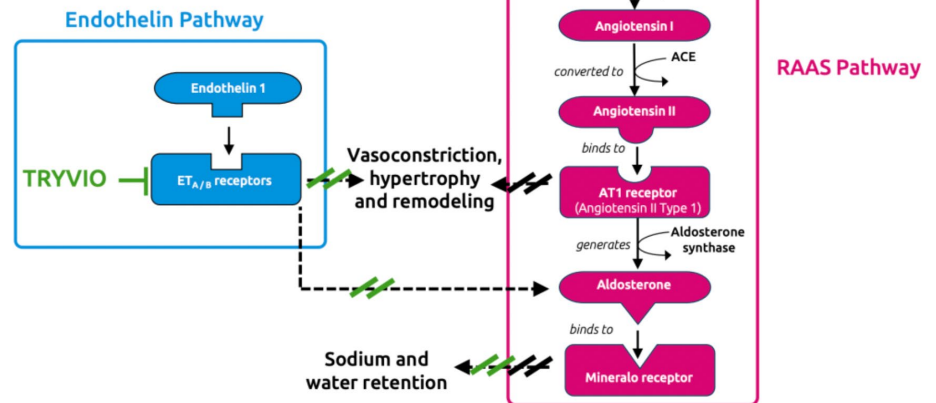 Endothelin Pathway
Endothelin 1
TRYVIO
ETA/B receptors
Vasoconstriction,
hypertrophy
and remodeling
Angiotensin I
converted to
ACE
RAAS Pathway
Angiotensin II
binds to
AT1 receptor
(Angiotensin II Type 1)
generates
Aldosterone
synthase
Aldosterone
binds to
Sodium and
water retention
Mineralo receptor